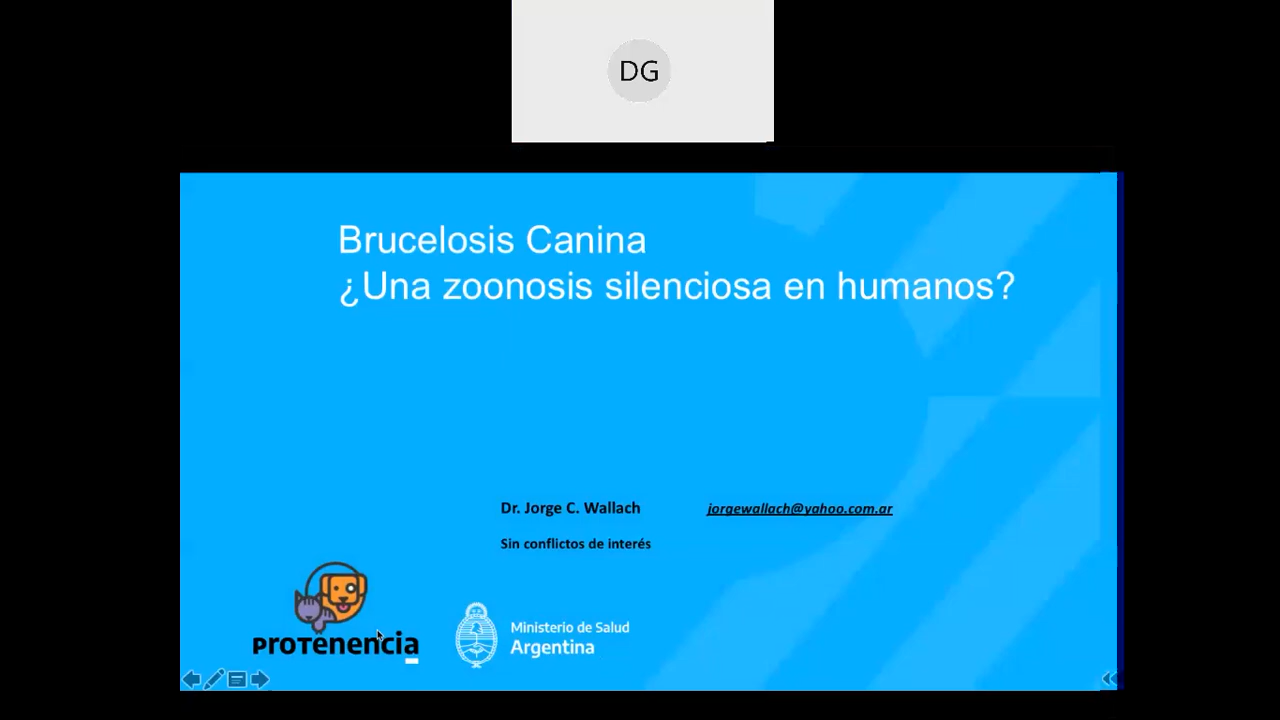 DG
Brucelosis Canina
¿Una zoonosis silenciosa en humanos?
Dr. Jorge C. Wallach jorgewallach@yahoo.com.ar
Sin conflictos de interés
PROTenencia
Ministerio de Salud
Argentina